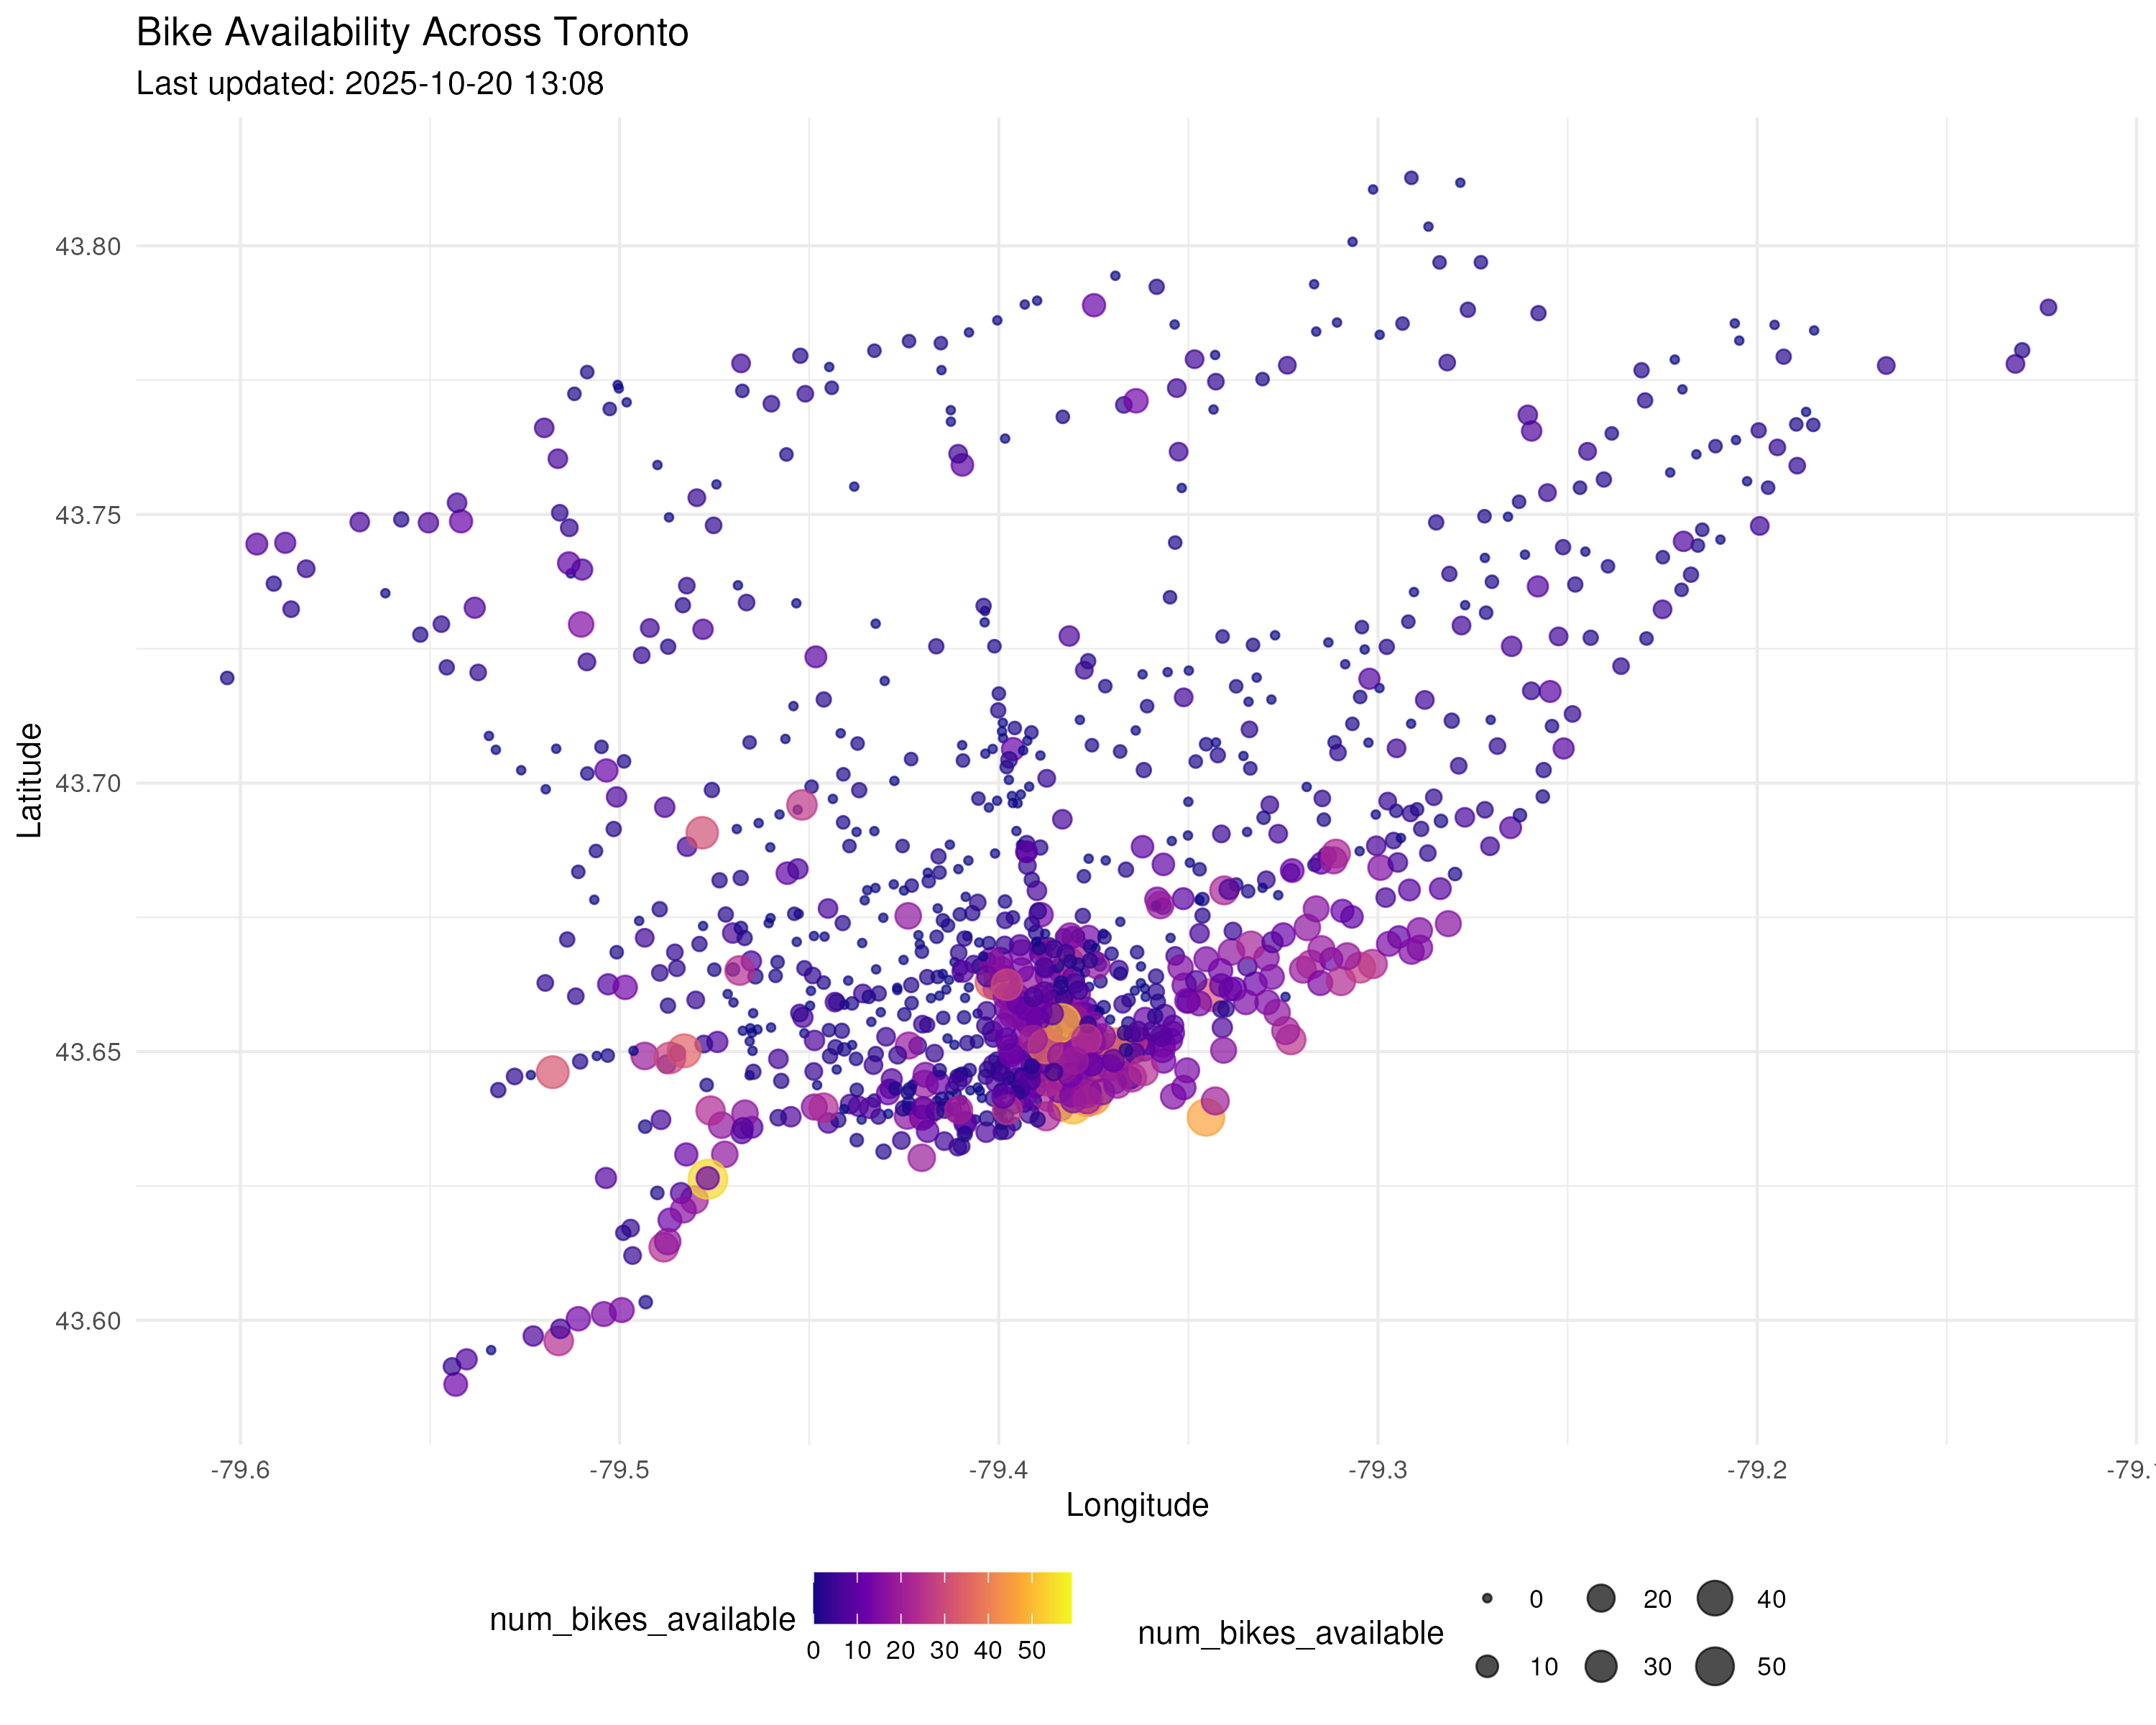 Bike Availability Across Toronto
Last updated: 2025-10-20 13:08
Latitude
43.80
43.75
43.70
43.65
43.60
-79.6 -79.5 -79.4 -79.3 -79.2 -79.
Longitude
num_bikes_available
0 10 20 30 40 50
num_bikes_available
0 20 40
10 30 50